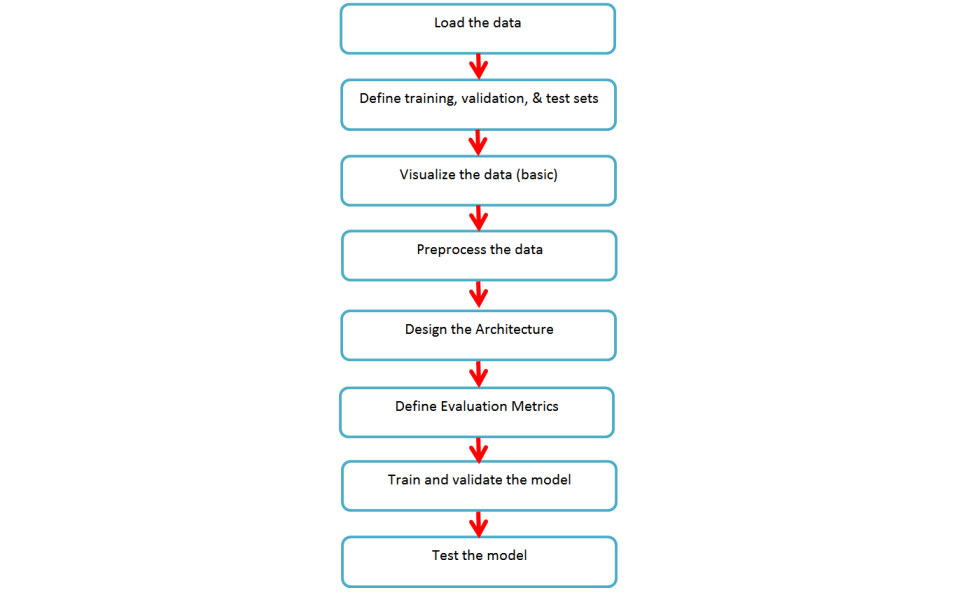 Load the data
Define training, validation, & test sets
Visualize the data (basic)
Preprocess the data
Design the Architecture
Define Evaluation Metrics
Train and validate the model
Test the model